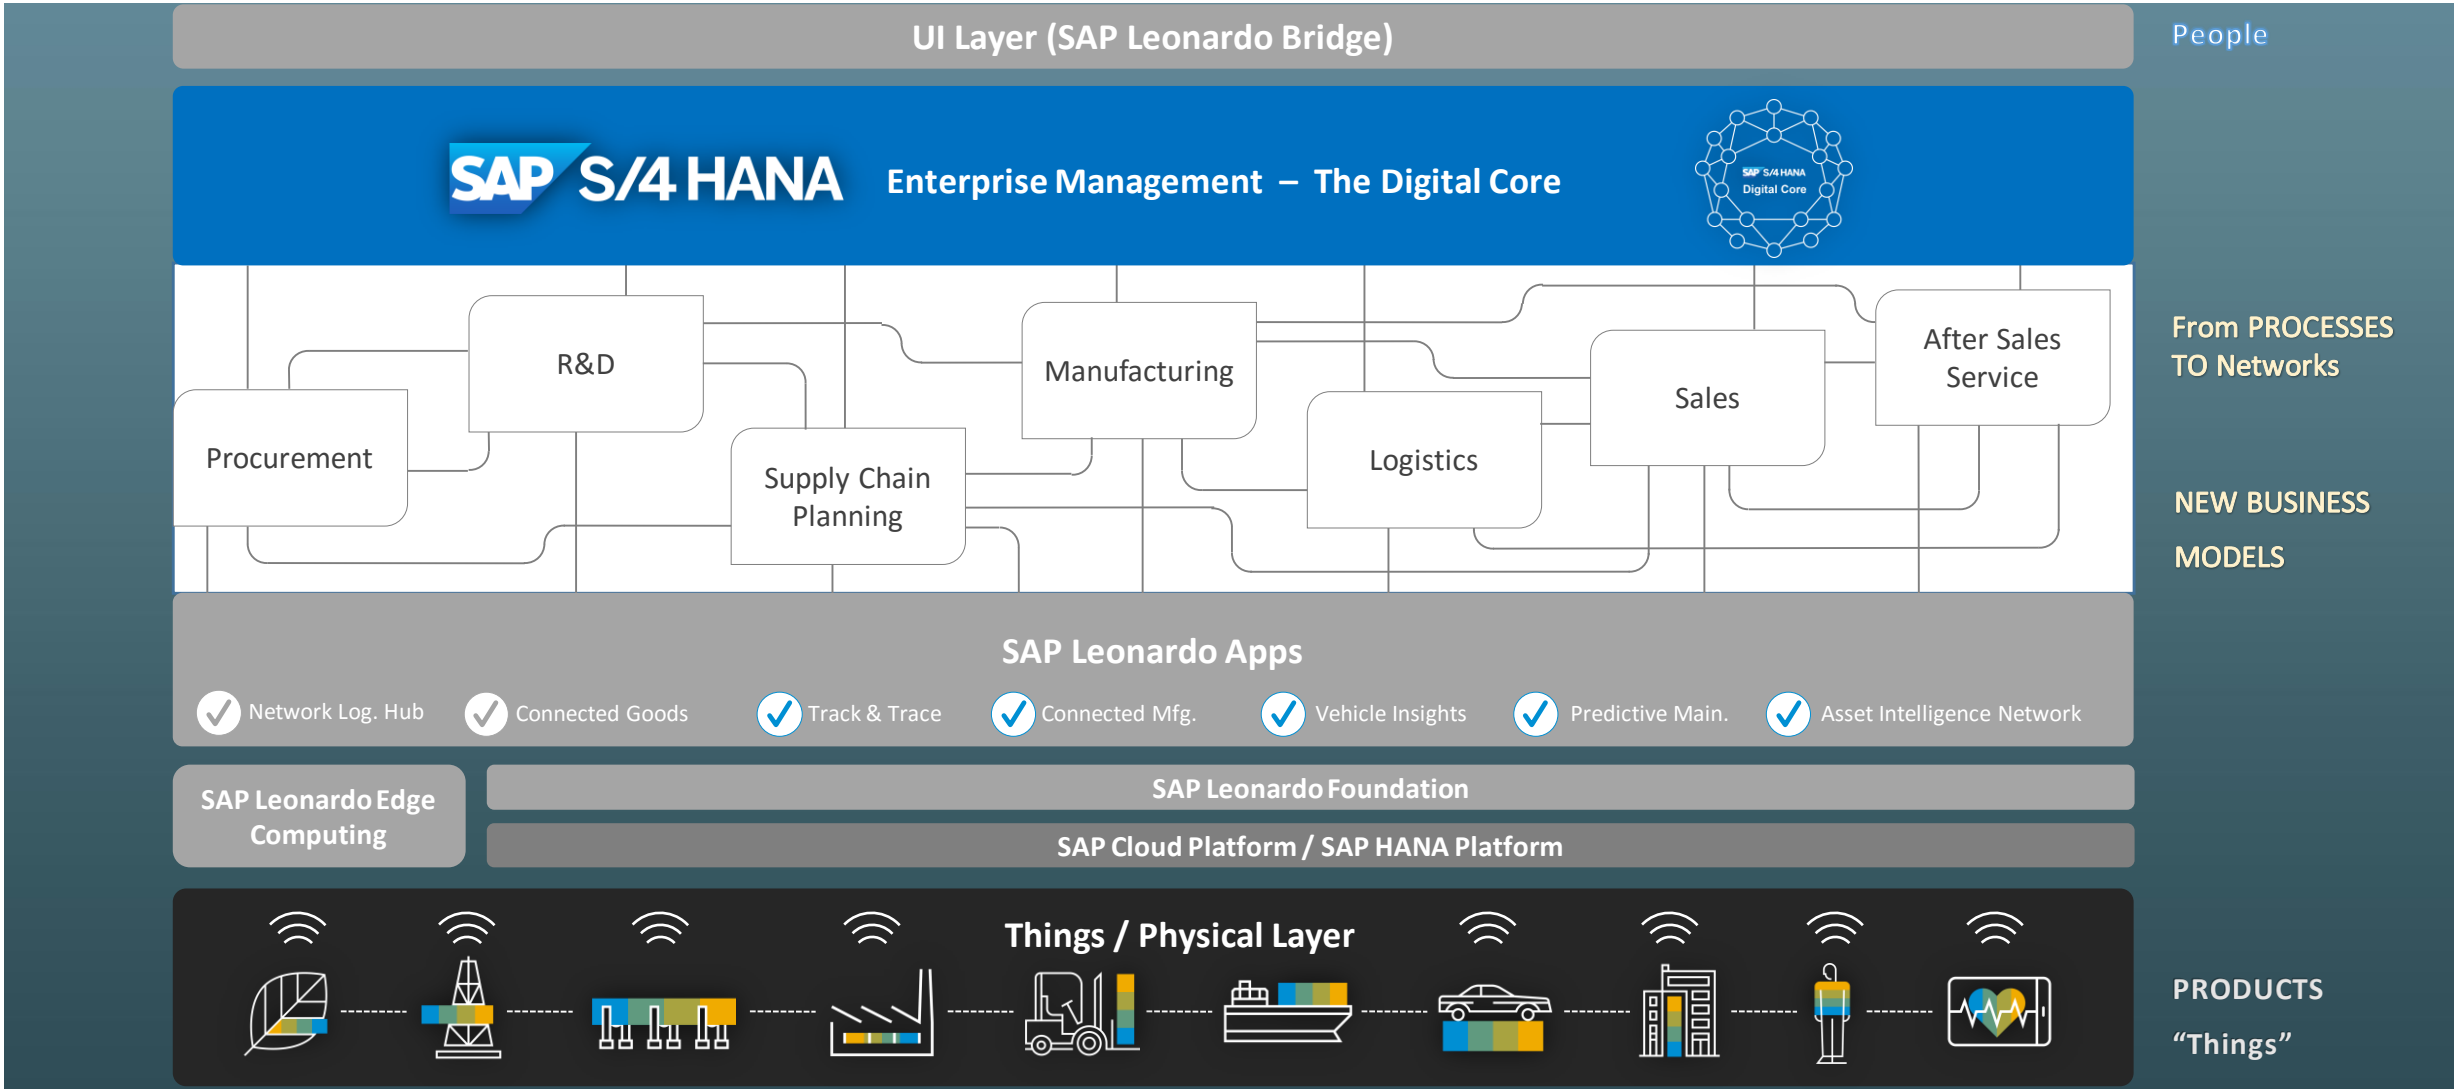 UI Layer (SAP Leonardo Bridge)
People
SAP S/4 HANA
Enterprise Management – The Digital Core
SAP S/4 HANA
Digital Core
From PROCESSES
TO Networks
NEW BUSINESS
MODELS
Procurement
R&D
Supply Chain
Planning
Manufacturing
Logistics
Sales
After Sales
Service
SAP Leonardo Apps
Network Log. Hub
Connected Goods
Track & Trace
Connected Mfg.
Vehicle Insights
Predictive Main.
Asset Intelligence Network
SAP Leonardo Edge
Computing
SAP Leonardo Foundation
SAP Cloud Platform / SAP HANA Platform
Things / Physical Layer
PRODUCTS
“Things”